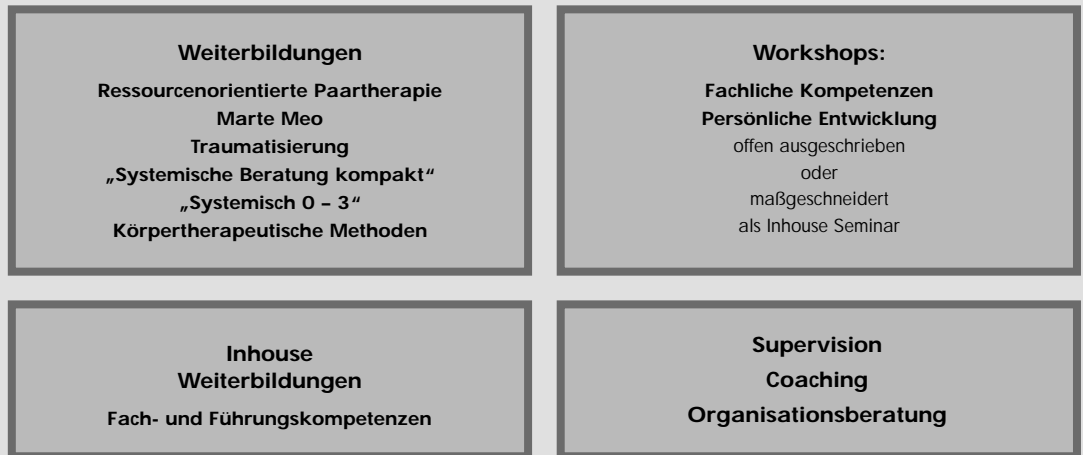 Weiterbildungen
Ressourcenorientierte Paartherapie
Marte Meo
Traumatisierung
„Systemische Beratung kompakt“
„Systemisch 0 – 3“
Körpertherapeutische Methoden
Workshops:
Fachliche Kompetenzen
Persönliche Entwicklung
offen ausgeschrieben
oder
maßgeschneidert
als Inhouse Seminar
Inhouse
Weiterbildungen
Fach- und Führungskompetenzen
Supervision
Coaching
Organisationsberatung